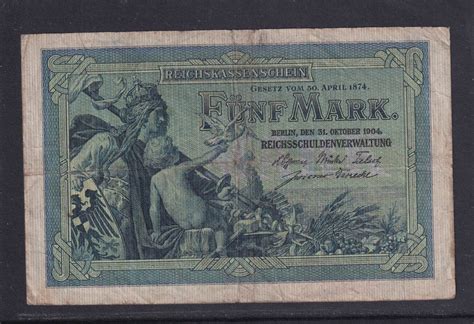 REICHSKASSENSCHEIN
GESETZ VOM 30. APRIL 1874.
FÜNF MARK.
BERLIN, DEN 31. OKTOBER 1904.
REICHSSCHULDENVERWALTUNG